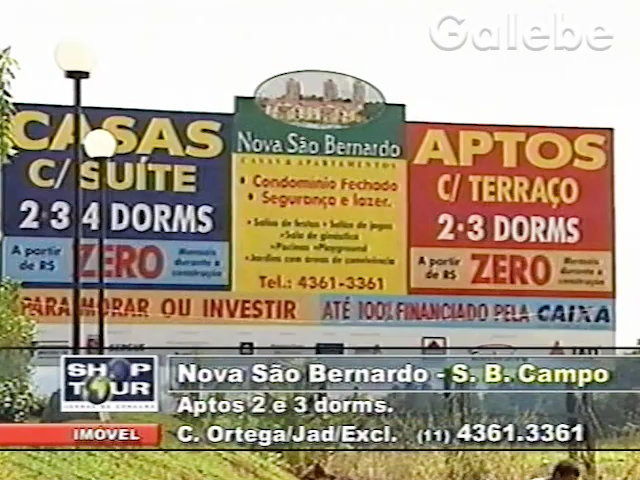 Galebe
CASAS
C/ SUÍTE
2·3 4 DORMS
A partir
de R$
ZERO
Mensais
durante a
construção
Nova São Bernardo
CASAS & APARTAMENTOS
• Condomínio Fechado
• Segurança e lazer.
• Salão de festas • Salão de jogos
• Sala de ginástica
• Piscinas • Playground
• Jardins com áreas de convivência
Tel.: 4361-3361
APTOS
C/ TERRAÇO
2·3 DORMS
A partir
de R$
ZERO
Mensais
durante a
construção
PARA MORAR OU INVESTIR
ATÉ 100% FINANCIADO PELA CAIXA
SHOP
TOUR
IMÓVEL
Nova São Bernardo - S. B. Campo
Aptos 2 e 3 dorms.
C. Ortega/Jad/Excl. (11) 4361.3361